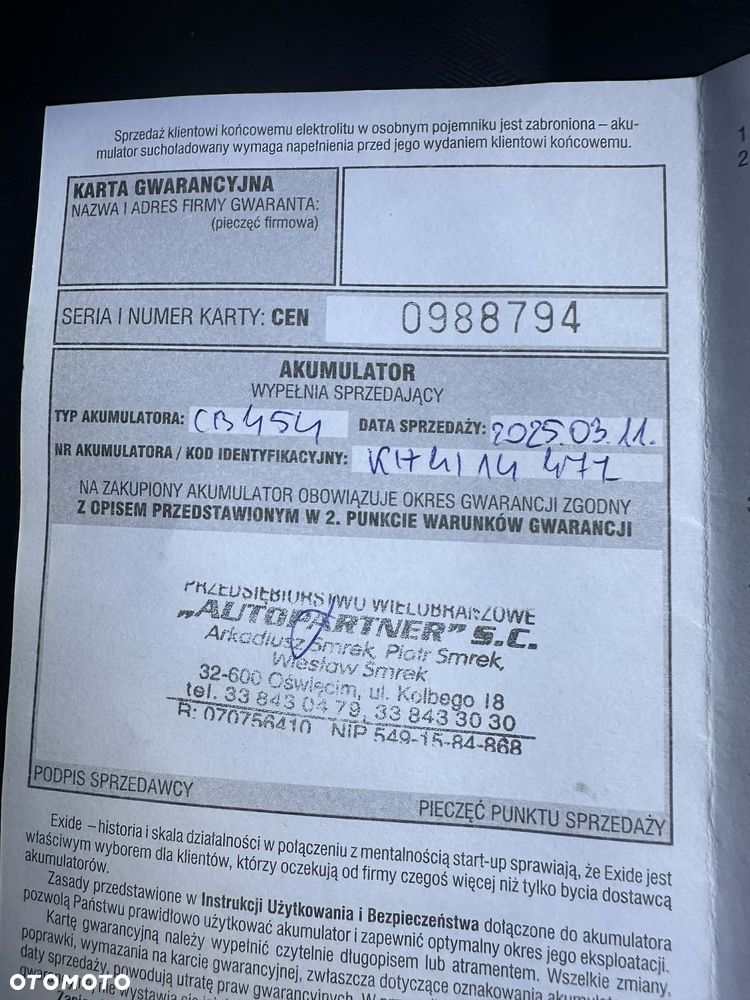 Sprzedaż klientowi końcowemu elektrolitu w osobnym pojemniku jest zabroniona – aku-
mulator suchoładowany wymaga napełnienia przed jego wydaniem klientowi końcowemu.
KARTA GWARANCYJNA
NAZWA I ADRES FIRMY GWARANTA:
(pieczęć firmowa)
SERIA I NUMER KARTY: CEN 0988794
AKUMULATOR
WYPEŁNIA SPRZEDAJĄCY
TYP AKUMULATORA: CB454 DATA SPRZEDAŻY: 2025.03.11.
NR AKUMULATORA / KOD IDENTYFIKACYJNY:
NA ZAKUPIONY AKUMULATOR OBOWIĄZUJE OKRES GWARANCJI ZGODNY
Z OPISEM PRZEDSTAWIONYM W 2. PUNKCIE WARUNKÓW GWARANCJI
PRZEDSIĘBIORSTWO WIELOBRANŻOWE
„AUTOPARTNER” S.C.
Arkadiusz Smrek, Piotr Smrek,
Wiesław Smrek
32-600 Oświęcim, ul. Kolbego 18
tel. 33 843 04 79, 33 843 30 30
R: 070756410 NIP 549-15-84-868
PODPIS SPRZEDAWCY
PIECZĘĆ PUNKTU SPRZEDAŻY
Exide – historia i skala działalności w połączeniu z mentalnością start-up sprawiają, że Exide jest
właściwym wyborem dla klientów, którzy oczekują od firmy czegoś więcej niż tylko bycia dostawcą
akumulatorów.
Zasady przedstawione w Instrukcji Użytkowania i Bezpieczeństwa dołączone do akumulatora
pozwolą Państwu prawidłowo użytkować akumulator i zapewnić optymalny okres jego eksploatacji.
Kartę gwarancyjną należy wypełnić czytelnie długopisem lub atramentem. Wszelkie zmiany,
poprawki, wymazania na karcie gwarancyjnej, zwłaszcza dotyczące oznakowania
daty sprzedaży, powodują utratę praw gwarancyjnych.
OTOMOTO
1
2